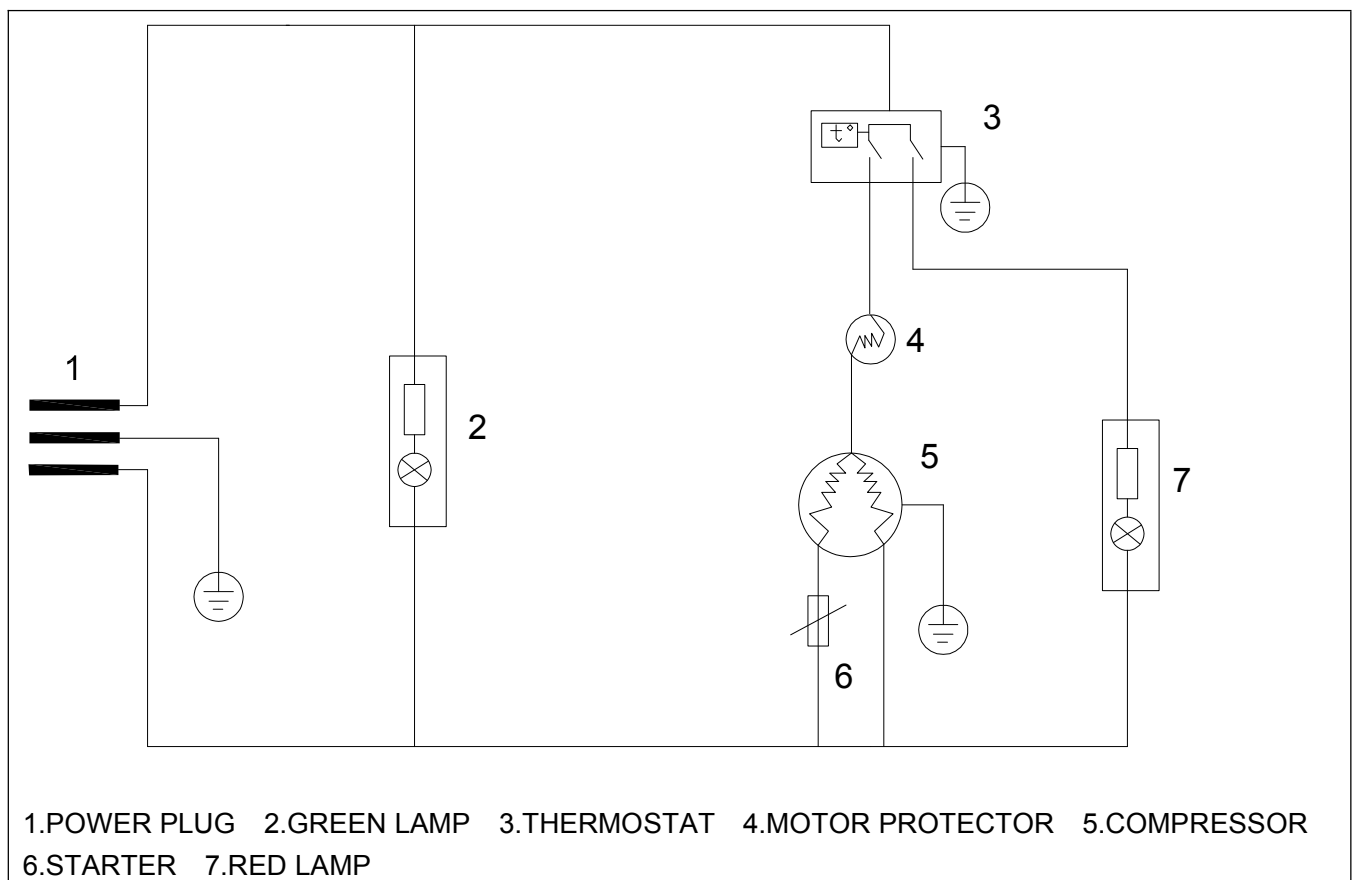 3
1
4
2
5
7
6
t°
1.POWER PLUG 2.GREEN LAMP 3.THERMOSTAT 4.MOTOR PROTECTOR 5.COMPRESSOR
6.STARTER 7.RED LAMP